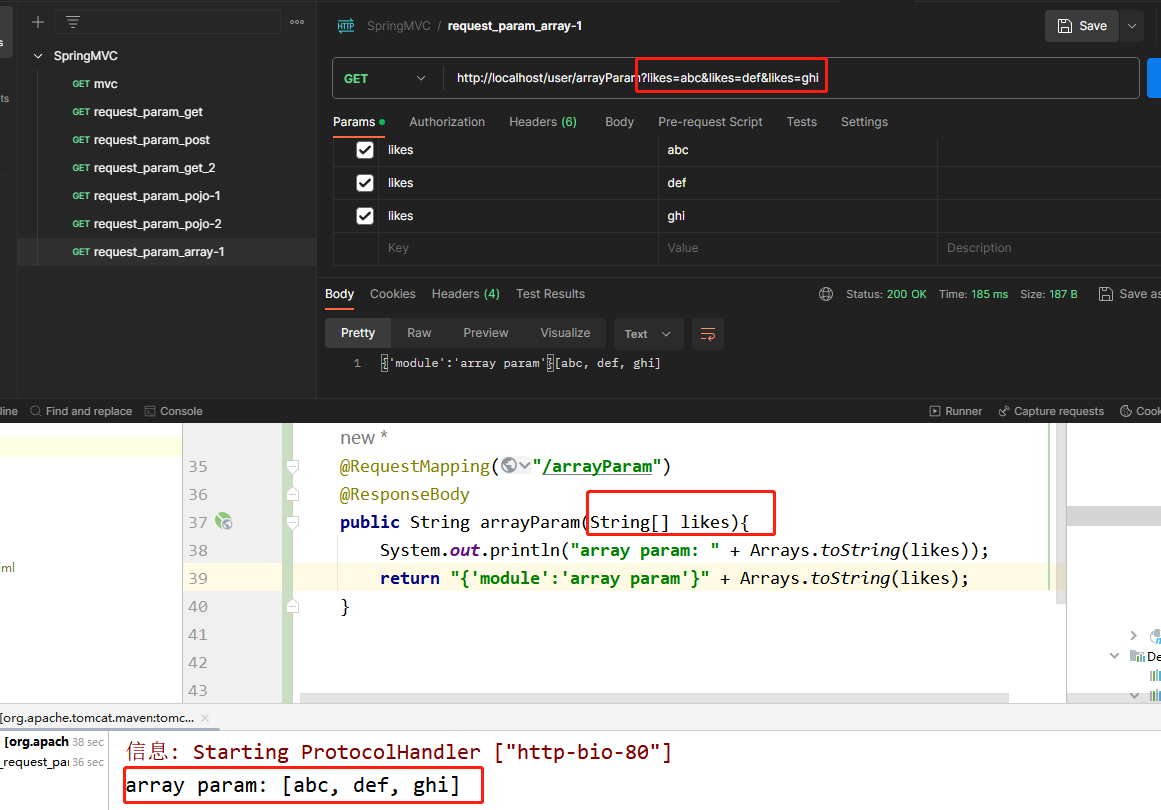 s
ts
SpringMVC
GET mvc
GET request_param_get
GET request_param_post
GET request_param_get_2
GET request_param_pojo-1
GET request_param_pojo-2
GET request_param_array-1
HTTP SpringMVC / request_param_array-1
Save
GET http://localhost/user/arrayParam?likes=abc&likes=def&likes=ghi
Params Authorization Headers (6) Body Pre-request Script Tests Settings
likes abc
likes def
likes ghi
Key Value Description
Body Cookies Headers (4) Test Results
Status: 200 OK Time: 185 ms Size: 187 B Save as
Pretty Raw Preview Visualize Text
1 {'module':'array param'}[abc, def, ghi]
line Find and replace Console Runner Capture requests Cook
new *
35 @RequestMapping("/arrayParam")
36 @ResponseBody
37 public String arrayParam(String[] likes){
38 System.out.println("array param: " + Arrays.toString(likes));
39 return "{'module':'array param'}" + Arrays.toString(likes);
40 }
41
42
43
ml
De
[org.apache.tomcat.maven:tomc... ×
[org.apach 38 sec
_request_pa 36 sec
信息: Starting ProtocolHandler ["http-bio-80"]
array param: [abc, def, ghi]